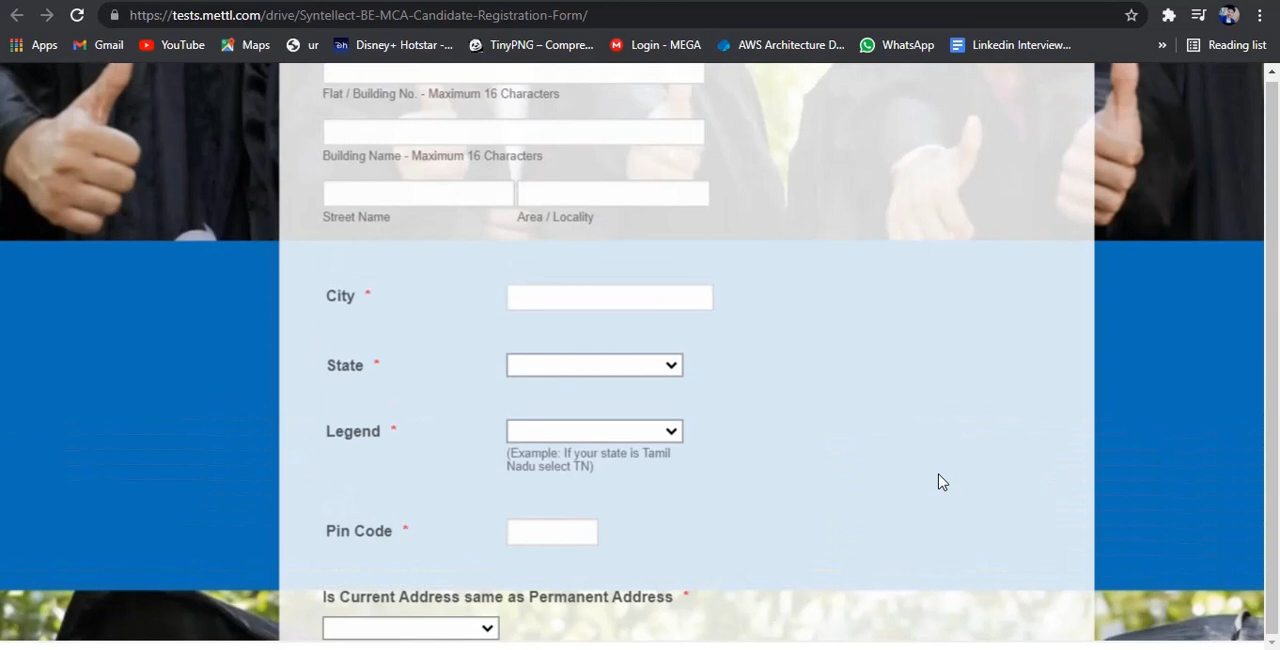 https://tests.mettl.com/drive/Syntellect-BE-MCA-Candidate-Registration-Form/
Apps Gmail YouTube Maps ur Disney+ Hotstar -... TinyPNG – Compre... Login - MEGA AWS Architecture D... WhatsApp Linkedin Interview... » Reading list
Flat / Building No. - Maximum 16 Characters
Building Name - Maximum 16 Characters
Street Name Area / Locality
City *
State *
Legend *
(Example: If your state is Tamil
Nadu select TN)
Pin Code *
Is Current Address same as Permanent Address *